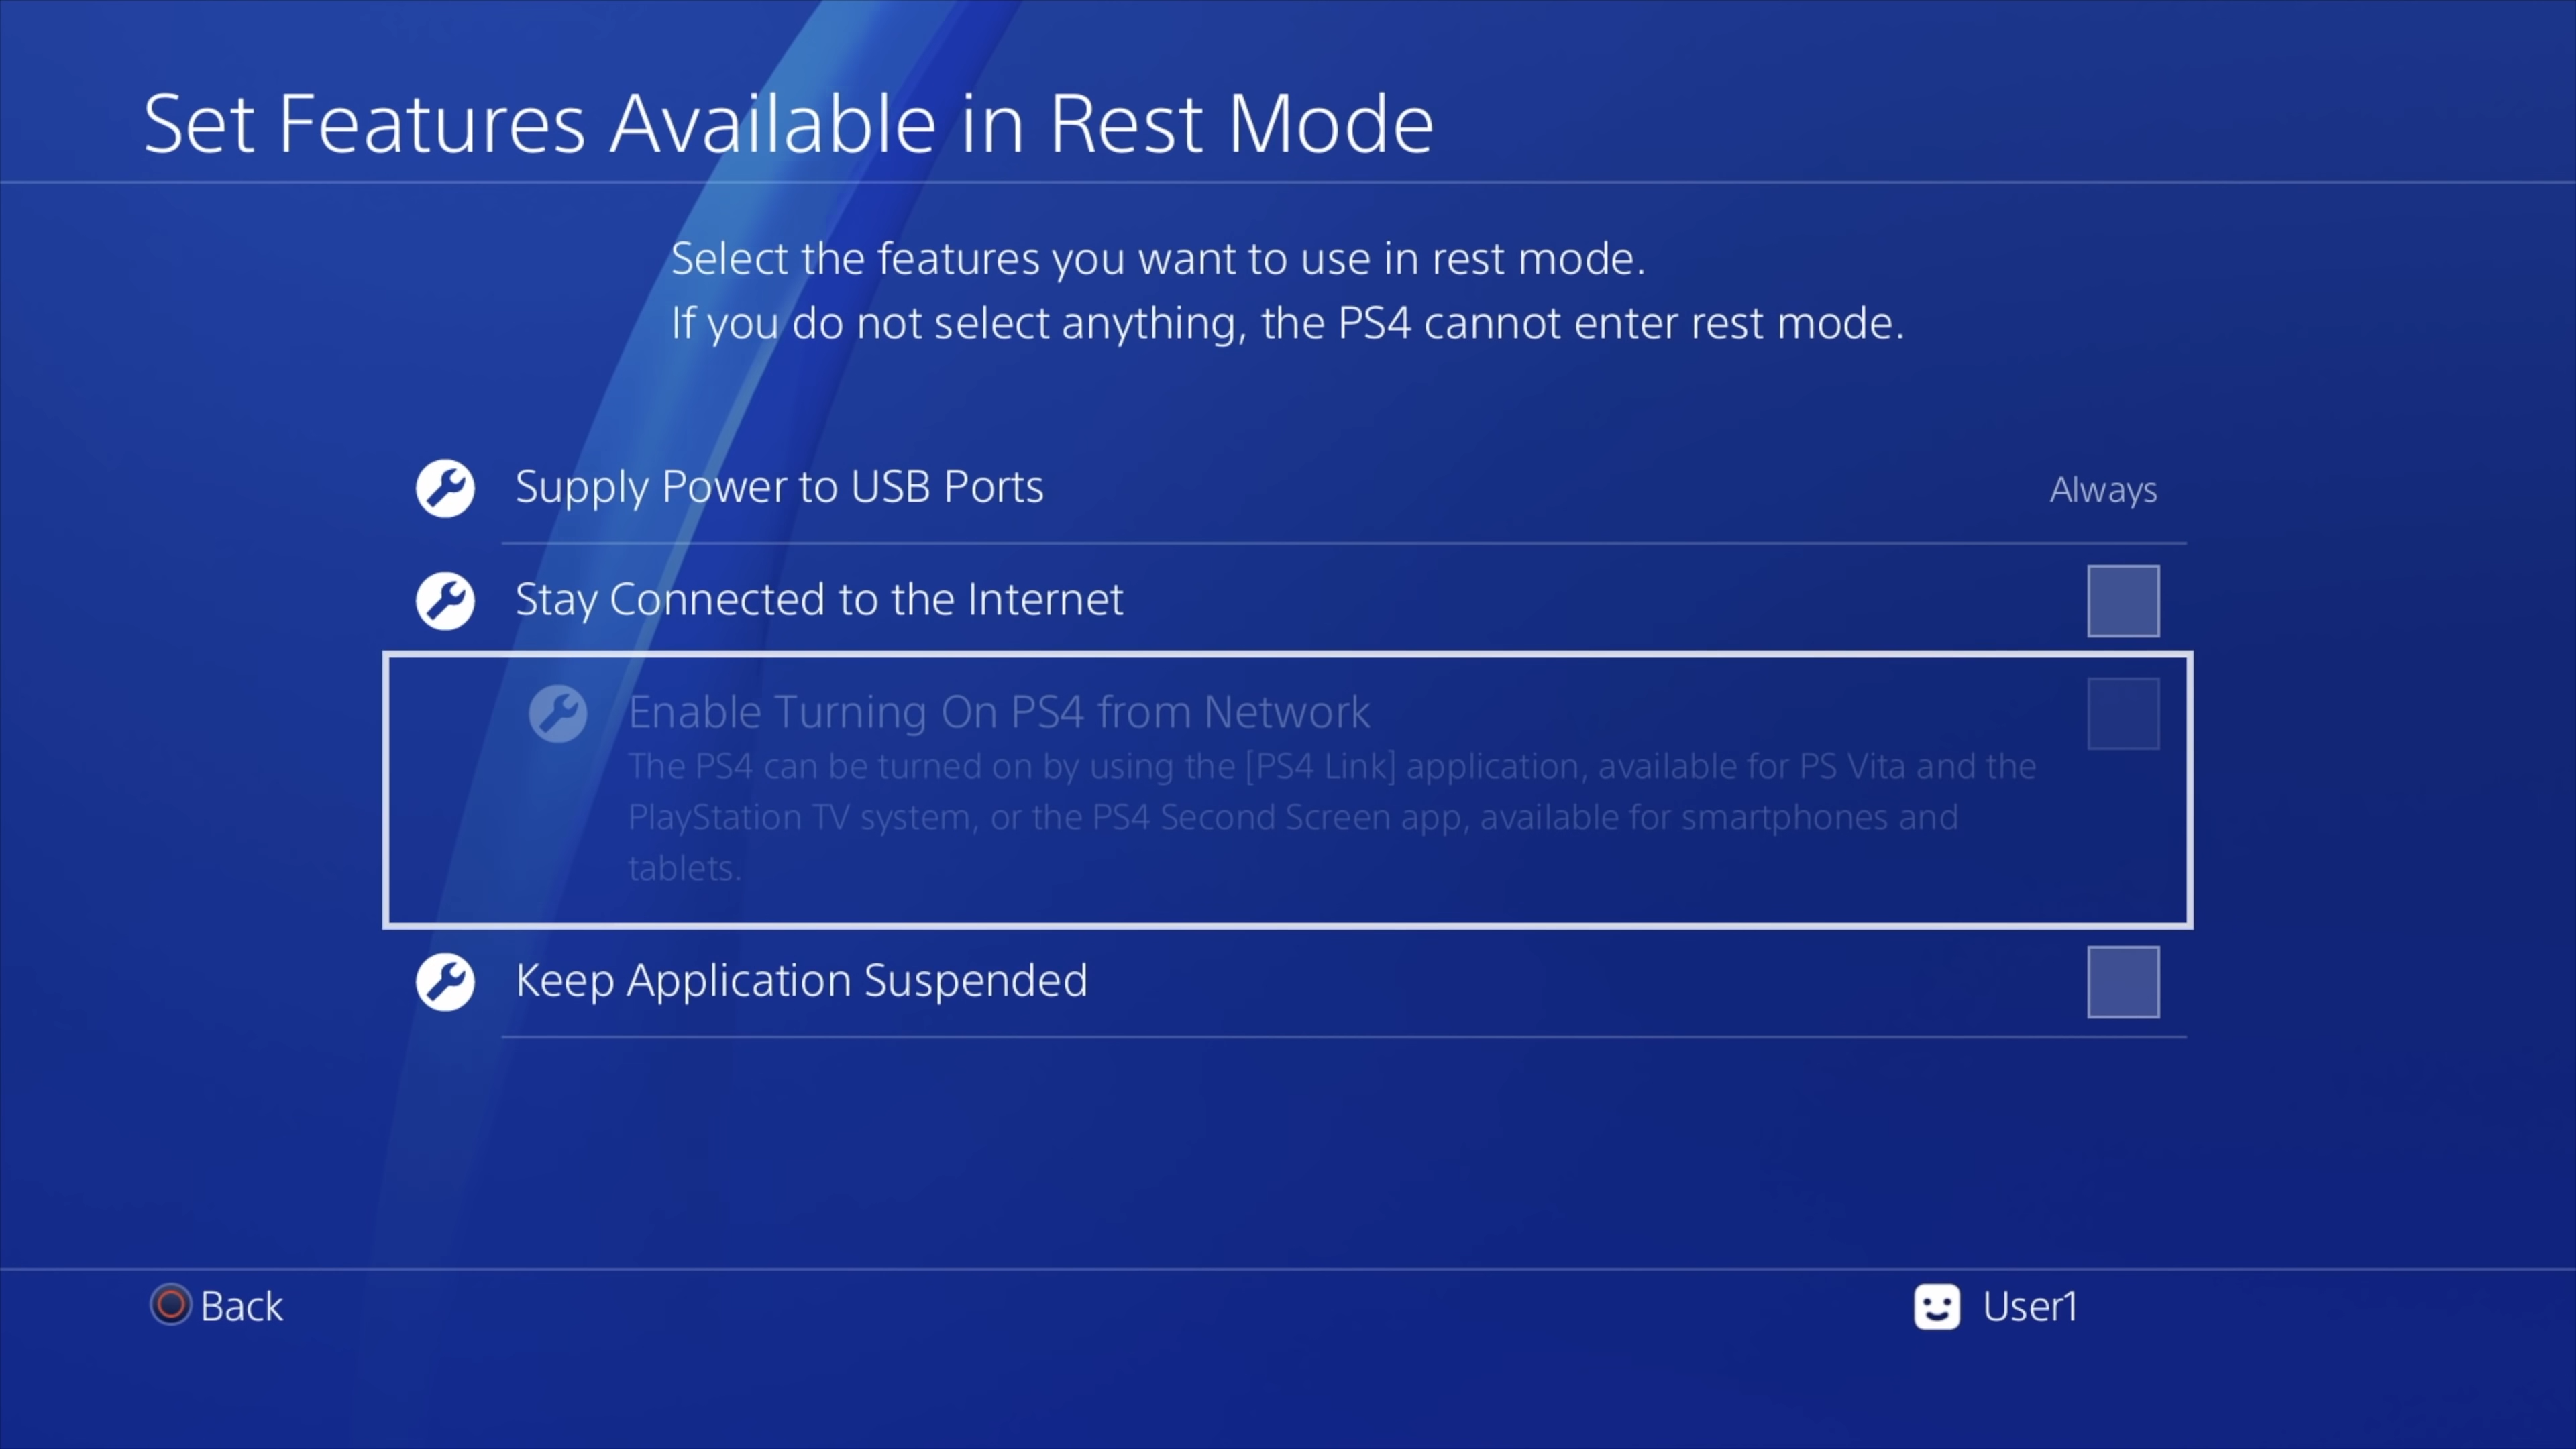 Set Features Available in Rest Mode
Select the features you want to use in rest mode.
If you do not select anything, the PS4 cannot enter rest mode.
Supply Power to USB Ports
Always
Stay Connected to the Internet
Enable Turning On PS4 from Network
The PS4 can be turned on by using the [PS4 Link] application, available for PS Vita and the
PlayStation TV system, or the PS4 Second Screen app, available for smartphones and
tablets.
Keep Application Suspended
Back
User1